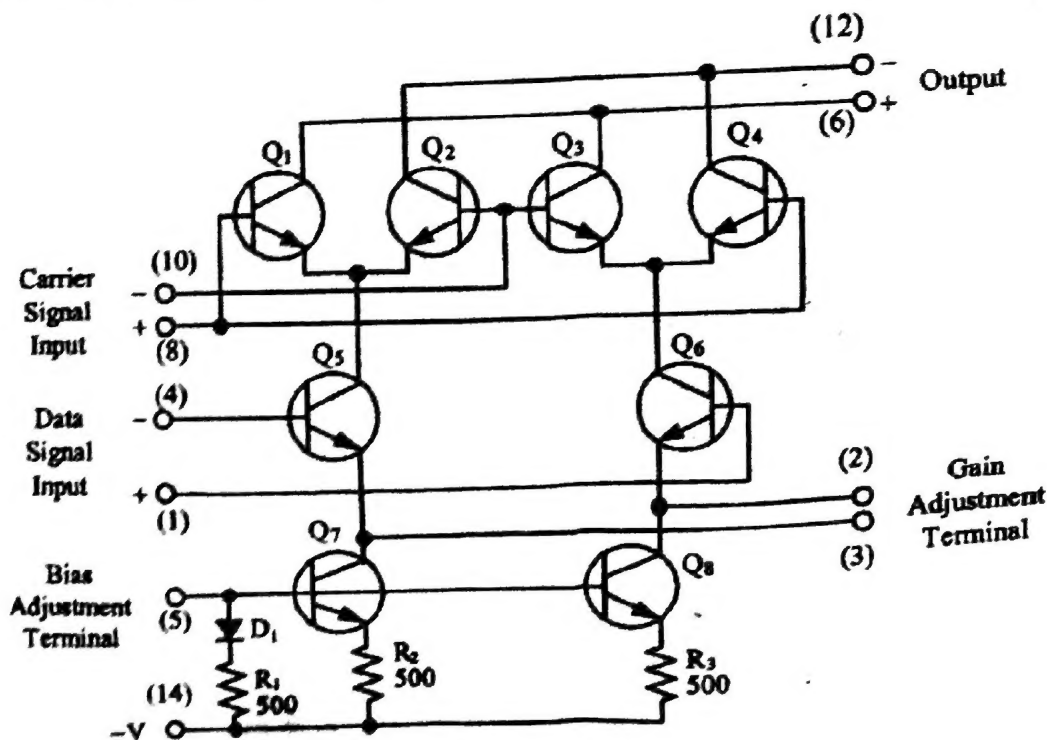 (12)
−
Output
+
(6)
Q1
Q2
Q3
Q4
(10)
Carrier
Signal
Input
−
+
(8)
Q5
Q6
(4)
Data
Signal
Input
−
+
(1)
(2)
Gain
Adjustment
Terminal
(3)
Q7
Q8
Bias
Adjustment
Terminal
(5)
D1
R1
500
R2
500
R3
500
(14)
−V